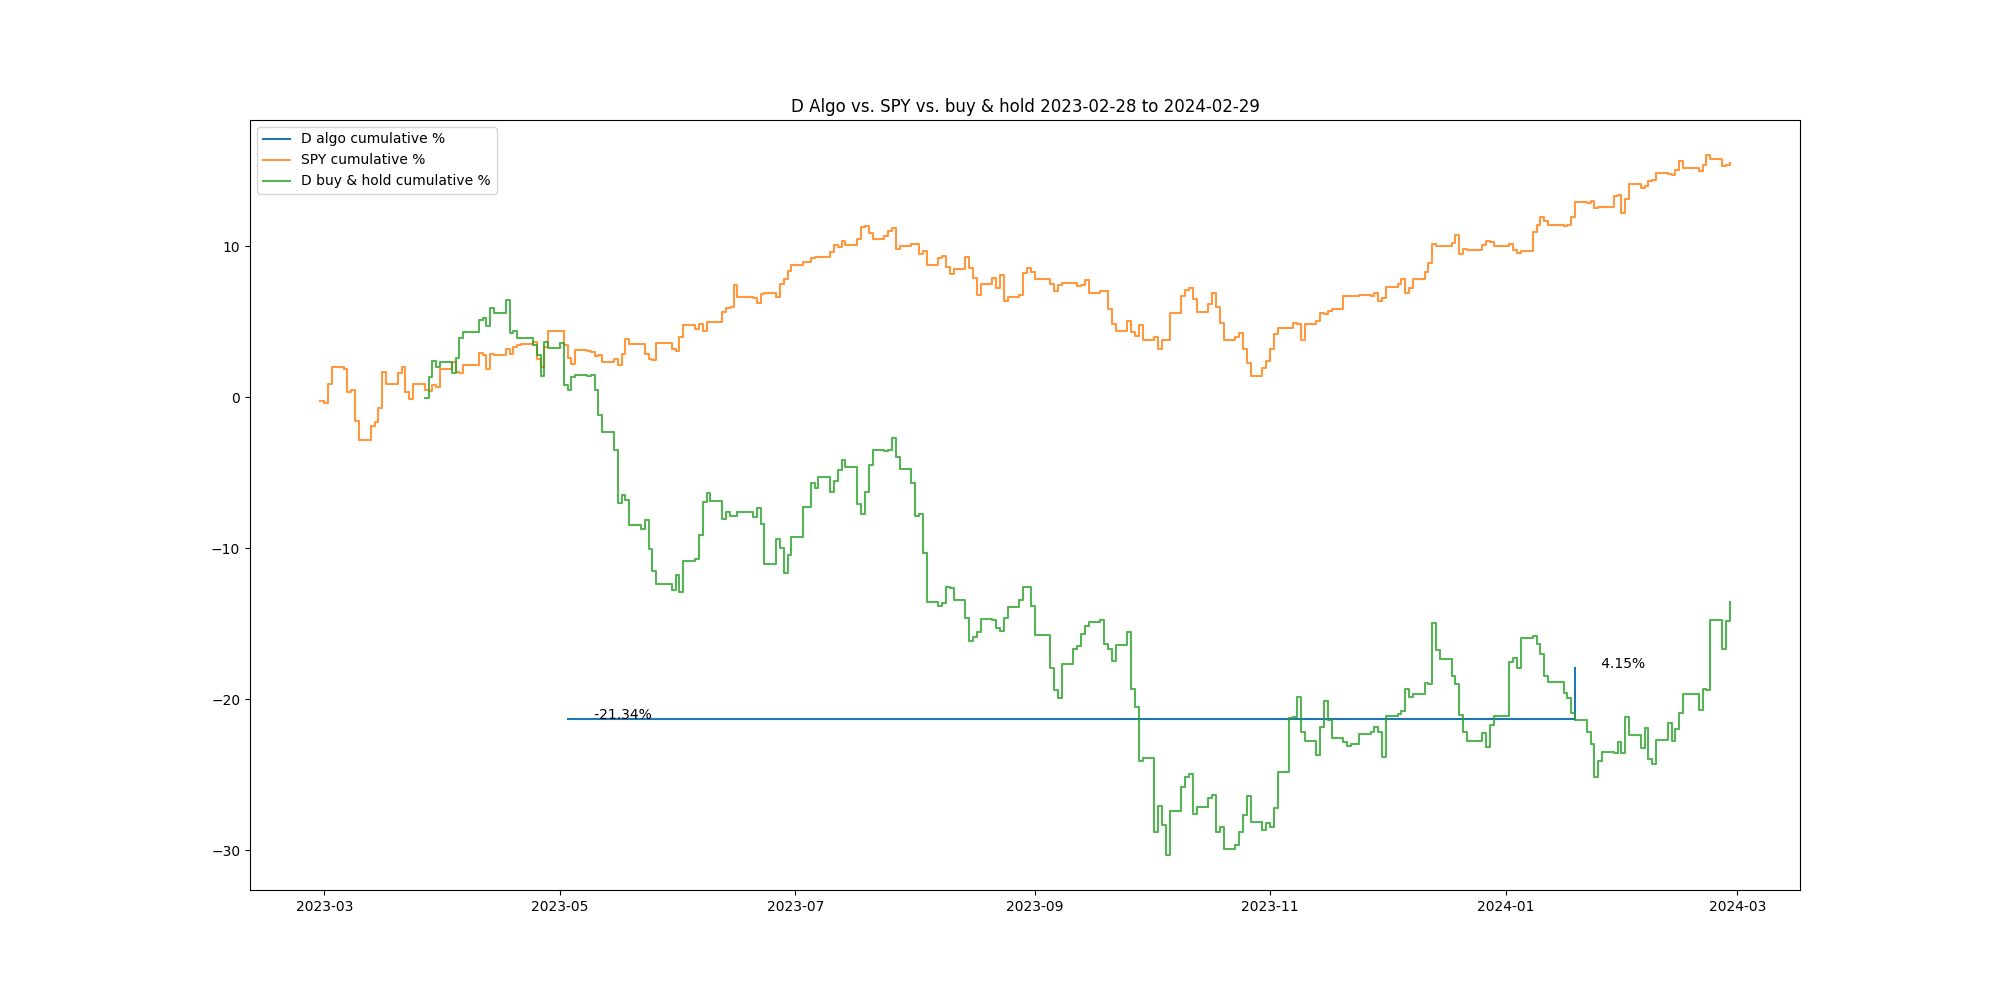 D Algo vs. SPY vs. buy & hold 2023-02-28 to 2024-02-29
D algo cumulative %
SPY cumulative %
D buy & hold cumulative %
10
0
−10
−20
−30
4.15%
-21.34%
2023-03 2023-05 2023-07 2023-09 2023-11 2024-01 2024-03